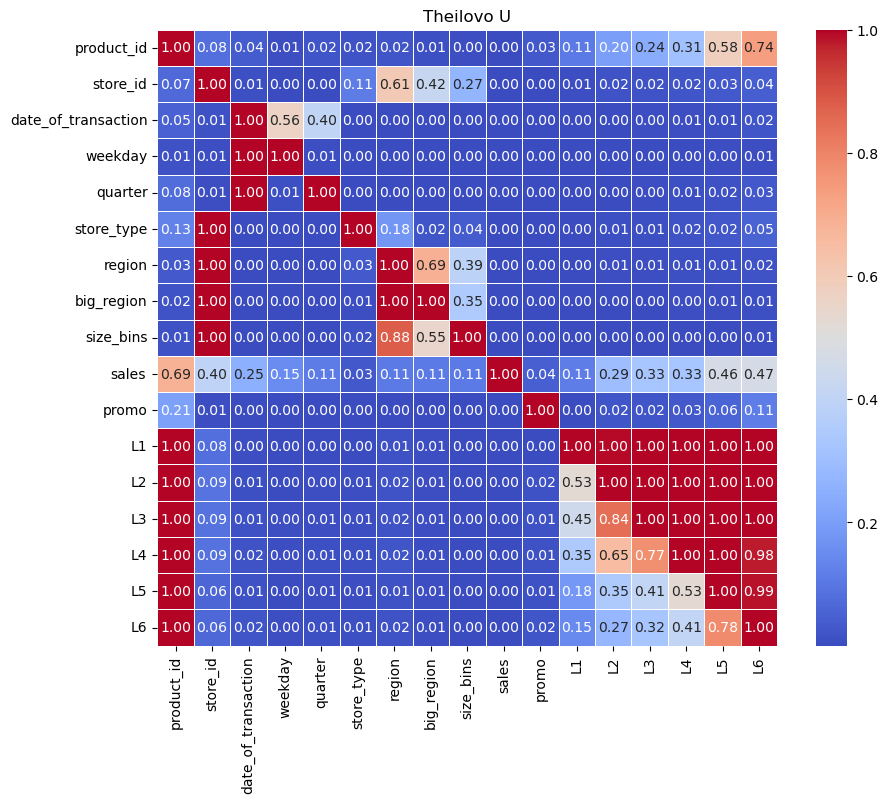 Theilovo U
product_id 1.00 0.08 0.04 0.01 0.02 0.02 0.02 0.01 0.00 0.00 0.03 0.11 0.20 0.24 0.31 0.58 0.74
store_id 0.07 1.00 0.01 0.00 0.00 0.11 0.61 0.42 0.27 0.00 0.00 0.01 0.02 0.02 0.02 0.03 0.04
date_of_transaction 0.05 0.01 1.00 0.56 0.40 0.00 0.00 0.00 0.00 0.00 0.00 0.00 0.00 0.00 0.01 0.01 0.02
weekday 0.01 0.01 1.00 1.00 0.01 0.00 0.00 0.00 0.00 0.00 0.00 0.00 0.00 0.00 0.00 0.00 0.01
quarter 0.08 0.01 1.00 0.01 1.00 0.00 0.00 0.00 0.00 0.00 0.00 0.00 0.00 0.00 0.01 0.02 0.03
store_type 0.13 1.00 0.00 0.00 0.00 1.00 0.18 0.02 0.04 0.00 0.00 0.00 0.01 0.01 0.02 0.02 0.05
region 0.03 1.00 0.00 0.00 0.00 0.03 1.00 0.69 0.39 0.00 0.00 0.00 0.01 0.01 0.01 0.01 0.02
big_region 0.02 1.00 0.00 0.00 0.00 0.01 1.00 1.00 0.35 0.00 0.00 0.00 0.00 0.00 0.00 0.01 0.01
size_bins 0.01 1.00 0.00 0.00 0.00 0.02 0.88 0.55 1.00 0.00 0.00 0.00 0.00 0.00 0.00 0.00 0.01
sales 0.69 0.40 0.25 0.15 0.11 0.03 0.11 0.11 0.11 1.00 0.04 0.11 0.29 0.33 0.33 0.46 0.47
promo 0.21 0.01 0.00 0.00 0.00 0.00 0.00 0.00 0.00 0.00 1.00 0.00 0.02 0.02 0.03 0.06 0.11
L1 1.00 0.08 0.00 0.00 0.00 0.00 0.01 0.01 0.00 0.00 0.00 1.00 1.00 1.00 1.00 1.00 1.00
L2 1.00 0.09 0.01 0.00 0.00 0.01 0.02 0.01 0.00 0.00 0.02 0.53 1.00 1.00 1.00 1.00 1.00
L3 1.00 0.09 0.01 0.00 0.01 0.01 0.02 0.01 0.00 0.00 0.01 0.45 0.84 1.00 1.00 1.00 1.00
L4 1.00 0.09 0.02 0.00 0.01 0.01 0.02 0.01 0.00 0.00 0.01 0.35 0.65 0.77 1.00 1.00 0.98
L5 1.00 0.06 0.01 0.00 0.01 0.01 0.01 0.01 0.00 0.00 0.01 0.18 0.35 0.41 0.53 1.00 0.99
L6 1.00 0.06 0.02 0.00 0.01 0.01 0.02 0.01 0.00 0.00 0.02 0.15 0.27 0.32 0.41 0.78 1.00
product_id store_id date_of_transaction weekday quarter store_type region big_region size_bins sales promo L1 L2 L3 L4 L5 L6
1.0
0.8
0.6
0.4
0.2